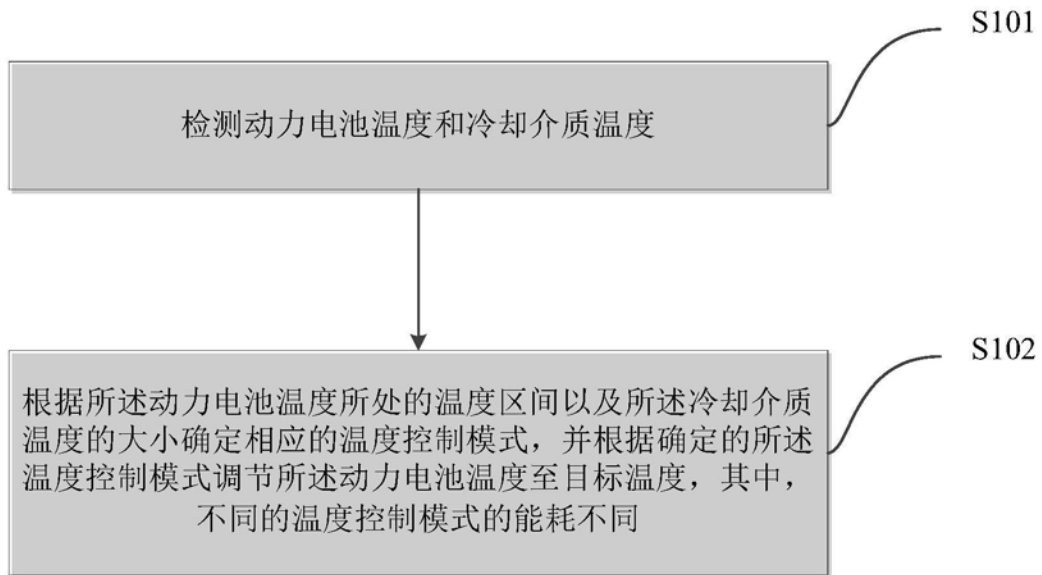 S101
检测动力电池温度和冷却介质温度
S102
根据所述动力电池温度所处的温度区间以及所述冷却介质
温度的大小确定相应的温度控制模式，并根据确定的所述
温度控制模式调节所述动力电池温度至目标温度，其中，
不同的温度控制模式的能耗不同